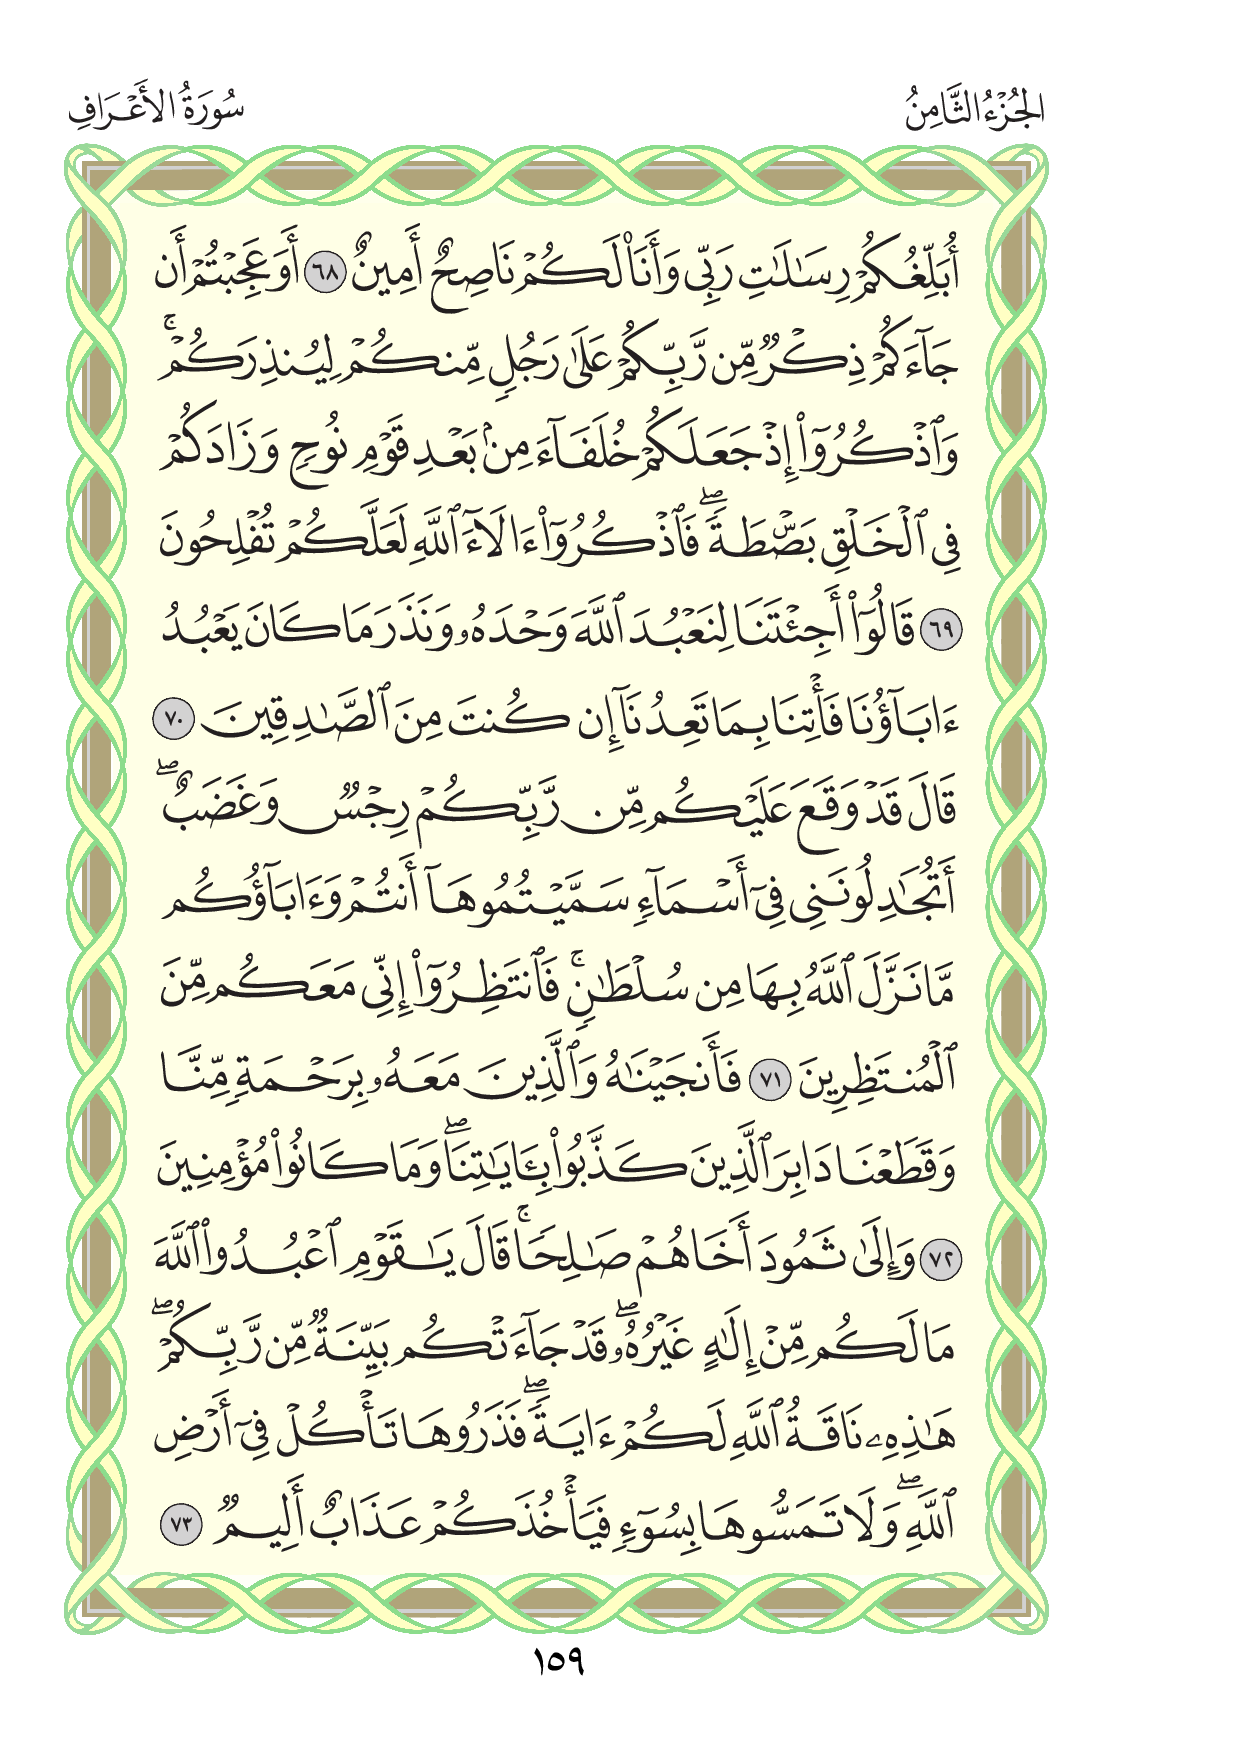 الجُزْءُ الثَّامِنُ
سُورَةُ الأَعْرَافِ
أُبَلِّغُكُمْ رِسَٰلَٰتِ رَبِّي وَأَنَا۠ لَكُمْ نَاصِحٌ أَمِينٌ ٦٨ أَوَعَجِبْتُمْ أَن
جَآءَكُمْ ذِكْرٌ مِّن رَّبِّكُمْ عَلَىٰ رَجُلٍ مِّنكُمْ لِيُنذِرَكُمْ ۚ
وَٱذْكُرُوٓا۟ إِذْ جَعَلَكُمْ خُلَفَآءَ مِنۢ بَعْدِ قَوْمِ نُوحٍ وَزَادَكُمْ
فِي ٱلْخَلْقِ بَصْۜطَةً ۖ فَٱذْكُرُوٓا۟ ءَالَآءَ ٱللَّهِ لَعَلَّكُمْ تُفْلِحُونَ
٦٩ قَالُوٓا۟ أَجِئْتَنَا لِنَعْبُدَ ٱللَّهَ وَحْدَهُۥ وَنَذَرَ مَا كَانَ يَعْبُدُ
ءَابَآؤُنَا فَأْتِنَا بِمَا تَعِدُنَآ إِن كُنتَ مِنَ ٱلصَّٰدِقِينَ ٧٠
قَالَ قَدْ وَقَعَ عَلَيْكُم مِّن رَّبِّكُمْ رِجْسٌ وَغَضَبٌ ۖ
أَتُجَٰدِلُونَنِي فِيٓ أَسْمَآءٍ سَمَّيْتُمُوهَآ أَنتُمْ وَءَابَآؤُكُم
مَّا نَزَّلَ ٱللَّهُ بِهَا مِن سُلْطَٰنٍ ۚ فَٱنتَظِرُوٓا۟ إِنِّي مَعَكُم مِّنَ
ٱلْمُنتَظِرِينَ ٧١ فَأَنجَيْنَٰهُ وَٱلَّذِينَ مَعَهُۥ بِرَحْمَةٍ مِّنَّا
وَقَطَعْنَا دَابِرَ ٱلَّذِينَ كَذَّبُوا۟ بِـَٔايَٰتِنَا ۖ وَمَا كَانُوا۟ مُؤْمِنِينَ
٧٢ وَإِلَىٰ ثَمُودَ أَخَاهُمْ صَٰلِحًا ۚ قَالَ يَٰقَوْمِ ٱعْبُدُوا۟ ٱللَّهَ
مَا لَكُم مِّنْ إِلَٰهٍ غَيْرُهُۥ ۖ قَدْ جَآءَتْكُم بَيِّنَةٌ مِّن رَّبِّكُمْ ۖ
هَٰذِهِۦ نَاقَةُ ٱللَّهِ لَكُمْ ءَايَةً ۖ فَذَرُوهَا تَأْكُلْ فِيٓ أَرْضِ
ٱللَّهِ ۖ وَلَا تَمَسُّوهَا بِسُوٓءٍ فَيَأْخُذَكُمْ عَذَابٌ أَلِيمٌ ٧٣
١٥٩